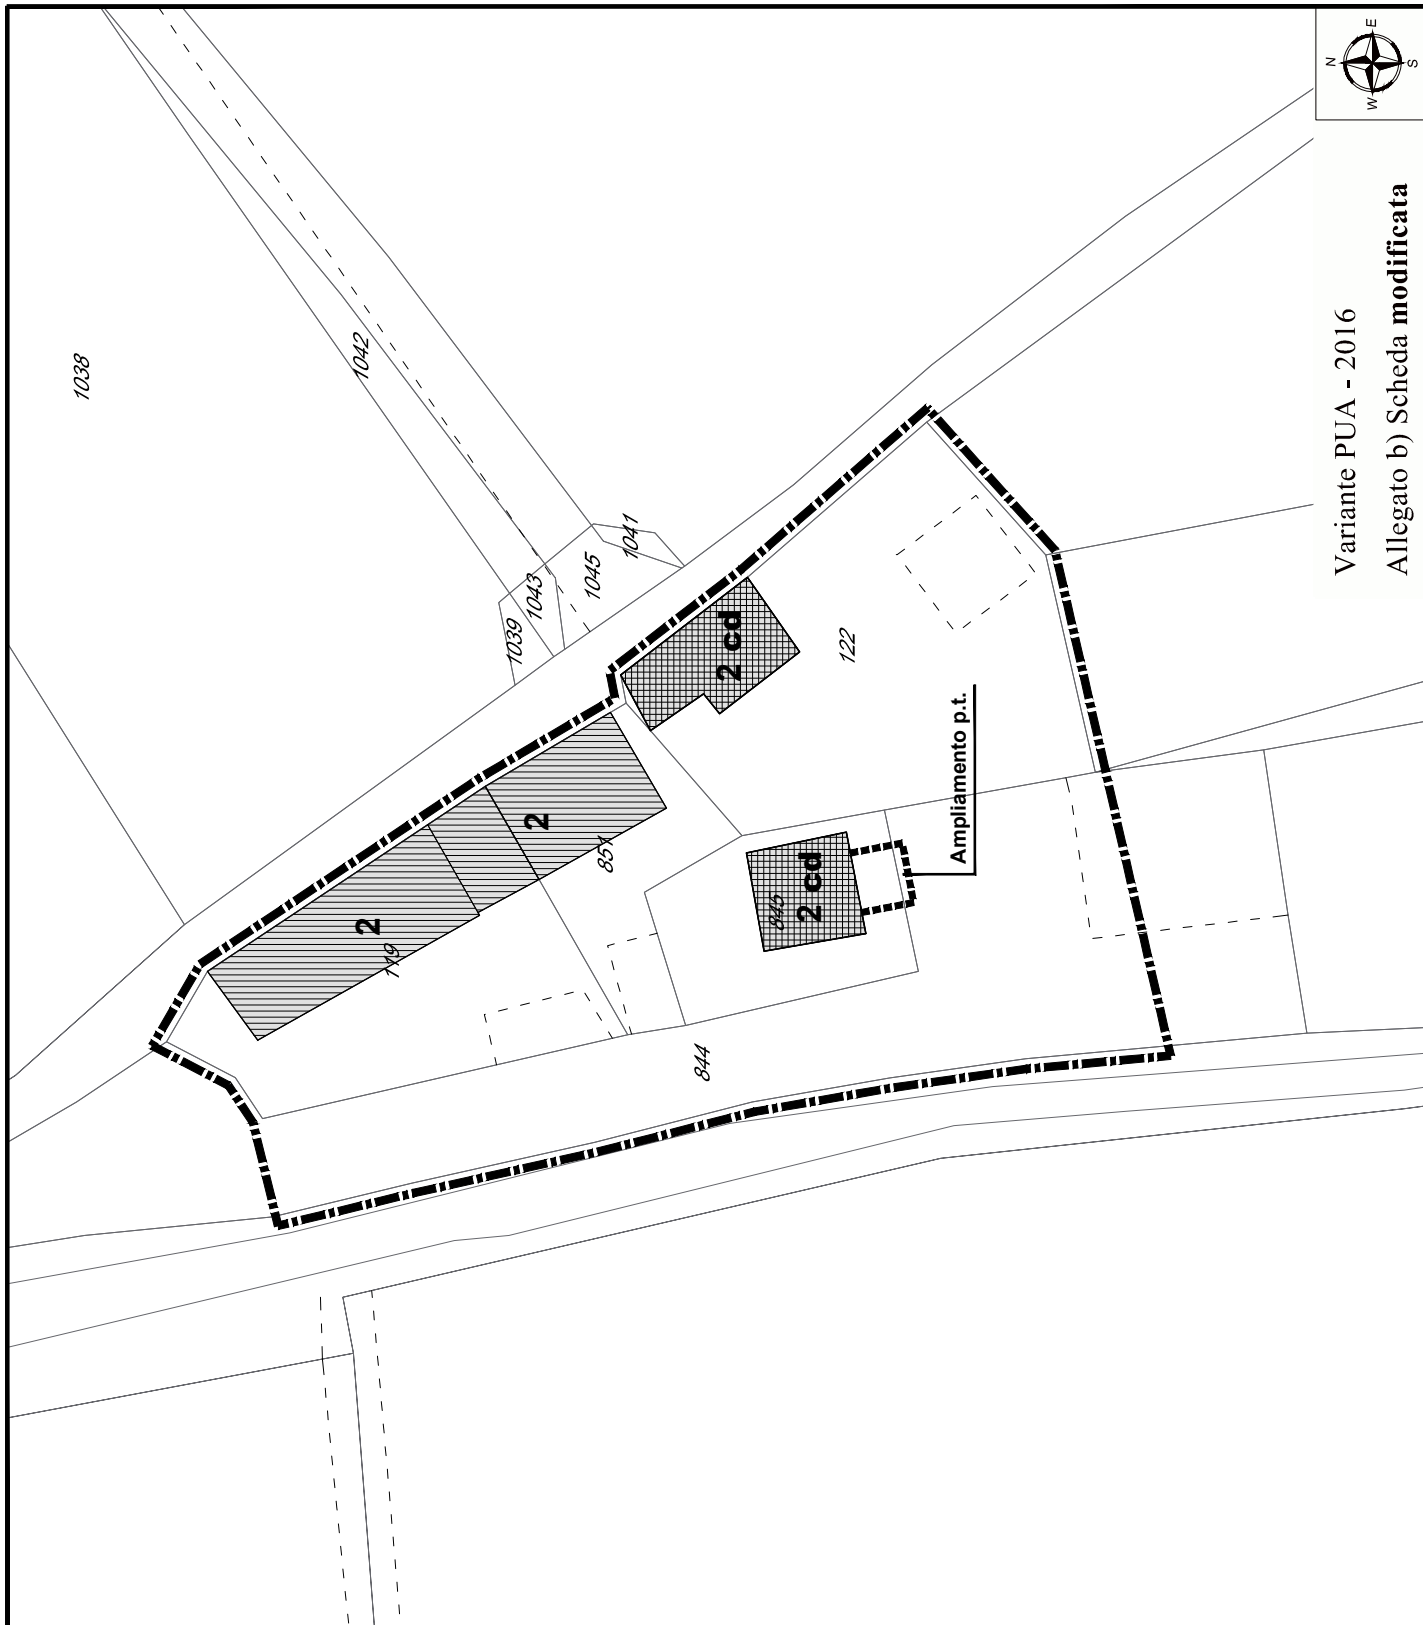 1038
1042
1039
1043
1045
1041
2
119
2
851
2 cd
122
845
2 cd
844
Ampliamento p.t.
Variante PUA - 2016
Allegato b) Scheda modificata
N
E
S
W